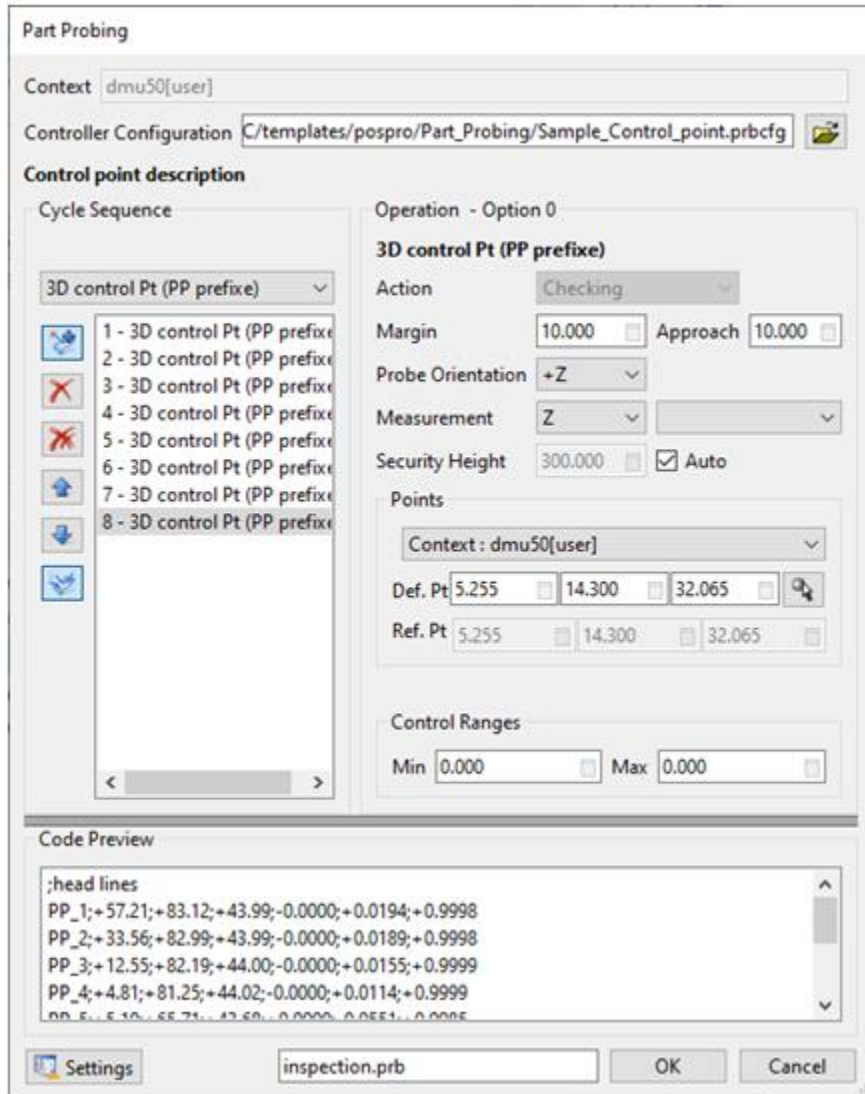 Part Probing
Context dmu50[user]
Controller Configuration C/templates/pospro/Part_Probing/Sample_Control_point.prbcfg
Control point description
Cycle Sequence
3D control Pt (PP prefixe)
1 - 3D control Pt (PP prefixe
2 - 3D control Pt (PP prefixe
3 - 3D control Pt (PP prefixe
4 - 3D control Pt (PP prefixe
5 - 3D control Pt (PP prefixe
6 - 3D control Pt (PP prefixe
7 - 3D control Pt (PP prefixe
8 - 3D control Pt (PP prefixe
Operation - Option 0
3D control Pt (PP prefixe)
Action Checking
Margin 10.000 Approach 10.000
Probe Orientation +Z
Measurement Z
Security Height 300.000 Auto
Points
Context : dmu50[user]
Def. Pt 5.255 14.300 32.065
Ref. Pt 5.255 14.300 32.065
Control Ranges
Min 0.000 Max 0.000
Code Preview
;head lines
PP_1;+57.21;+83.12;+43.99;-0.0000;+0.0194;+0.9998
PP_2;+33.56;+82.99;+43.99;-0.0000;+0.0189;+0.9998
PP_3;+12.55;+82.19;+44.00;-0.0000;+0.0155;+0.9999
PP_4;+4.81;+81.25;+44.02;-0.0000;+0.0114;+0.9999
Settings inspection.prb OK Cancel